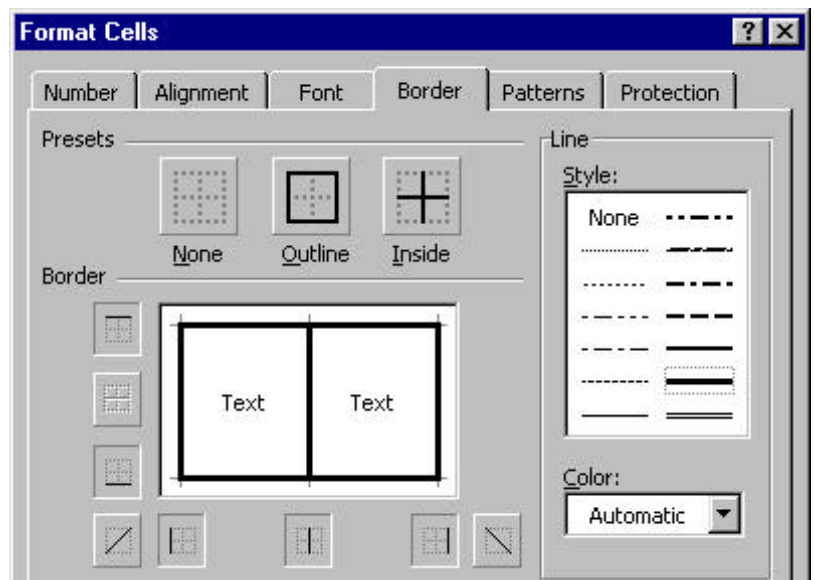 Format Cells
Number Alignment Font Border Patterns Protection
Presets
None Outline Inside
Border
Text Text
Line
Style:
None
Color:
Automatic